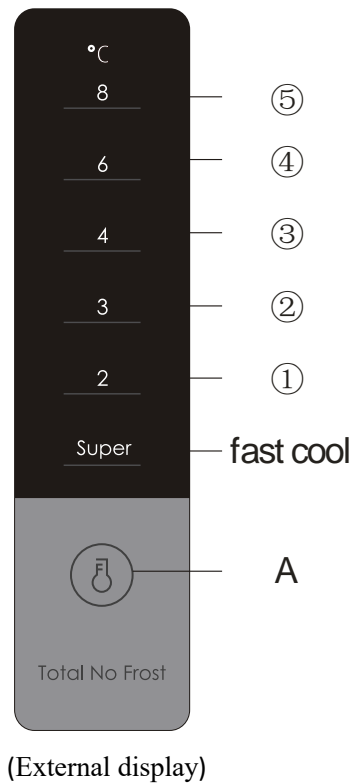 °C
8 ⑤
6 ④
4 ③
3 ②
2 ①
Super fast cool
A
Total No Frost
(External display)